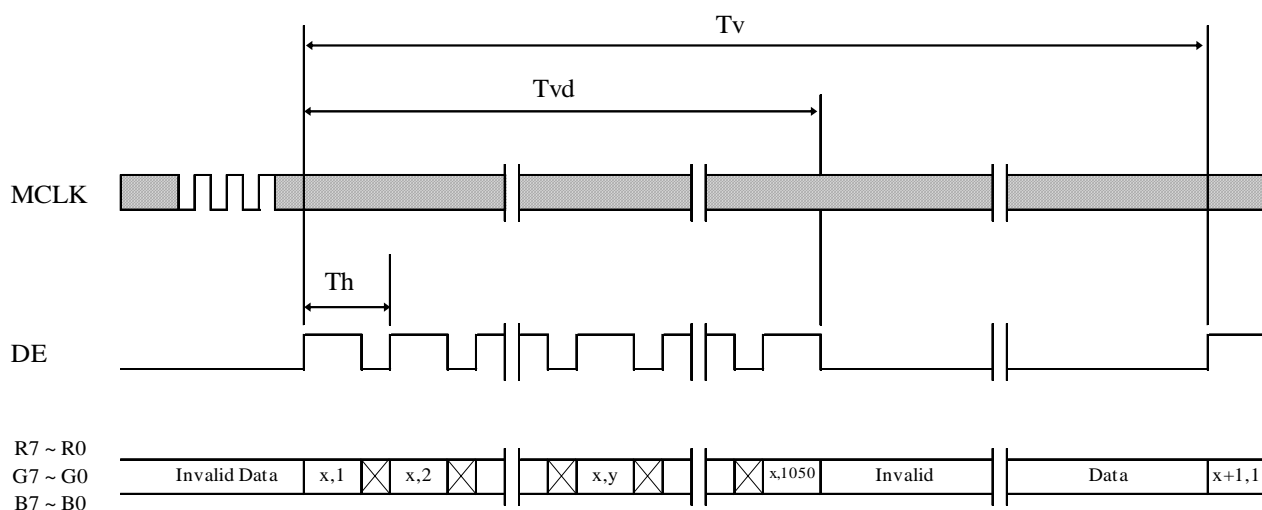 Tv
Tvd
MCLK
Th
DE
R7 ~ R0
G7 ~ G0
B7 ~ B0
Invalid Data x,1 x,2 x,y x,1050 Invalid Data x+1,1